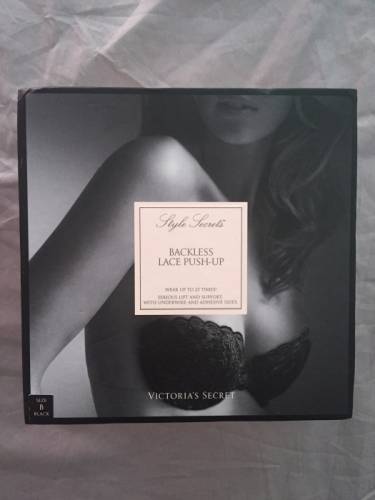 Style Secrets
BACKLESS
LACE PUSH-UP
WEAR UP TO 25 TIMES!
SERIOUS LIFT AND SUPPORT
WITH UNDERWIRE AND ADHESIVE SIDES.
VICTORIA'S SECRET
SIZE
B
BLACK